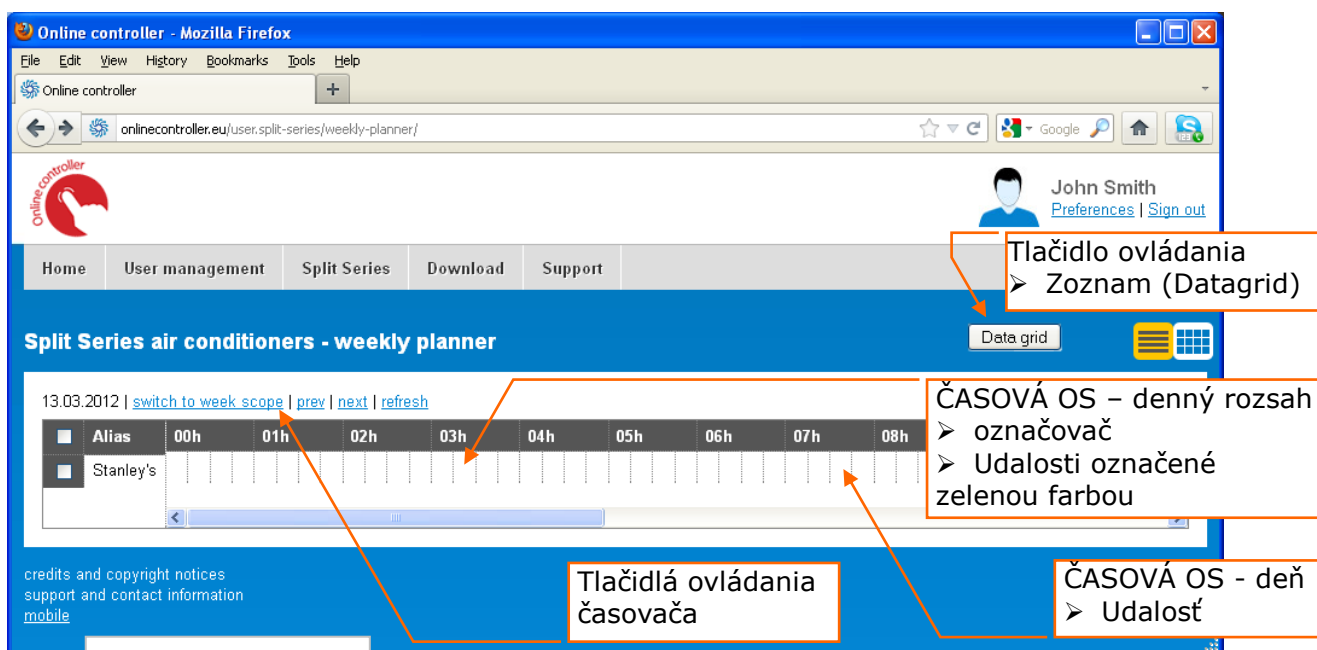 Online controller - Mozilla Firefox
File Edit View History Bookmarks Tools Help
Online controller
onlinecontroller.eu/user.split-series/weekly-planner/
Google
Online controller
John Smith
Preferences | Sign out
Home User management Split Series Download Support
Tlačidlo ovládania
➢ Zoznam (Datagrid)
Split Series air conditioners - weekly planner
Data grid
13.03.2012 | switch to week scope | prev | next | refresh
Alias 00h 01h 02h 03h 04h 05h 06h 07h 08h
Stanley's
ČASOVÁ OS – denný rozsah
➢ označovač
➢ Udalosti označené
zelenou farbou
credits and copyright notices
support and contact information
mobile
Tlačidlá ovládania
časovača
ČASOVÁ OS - deň
➢ Udalosť